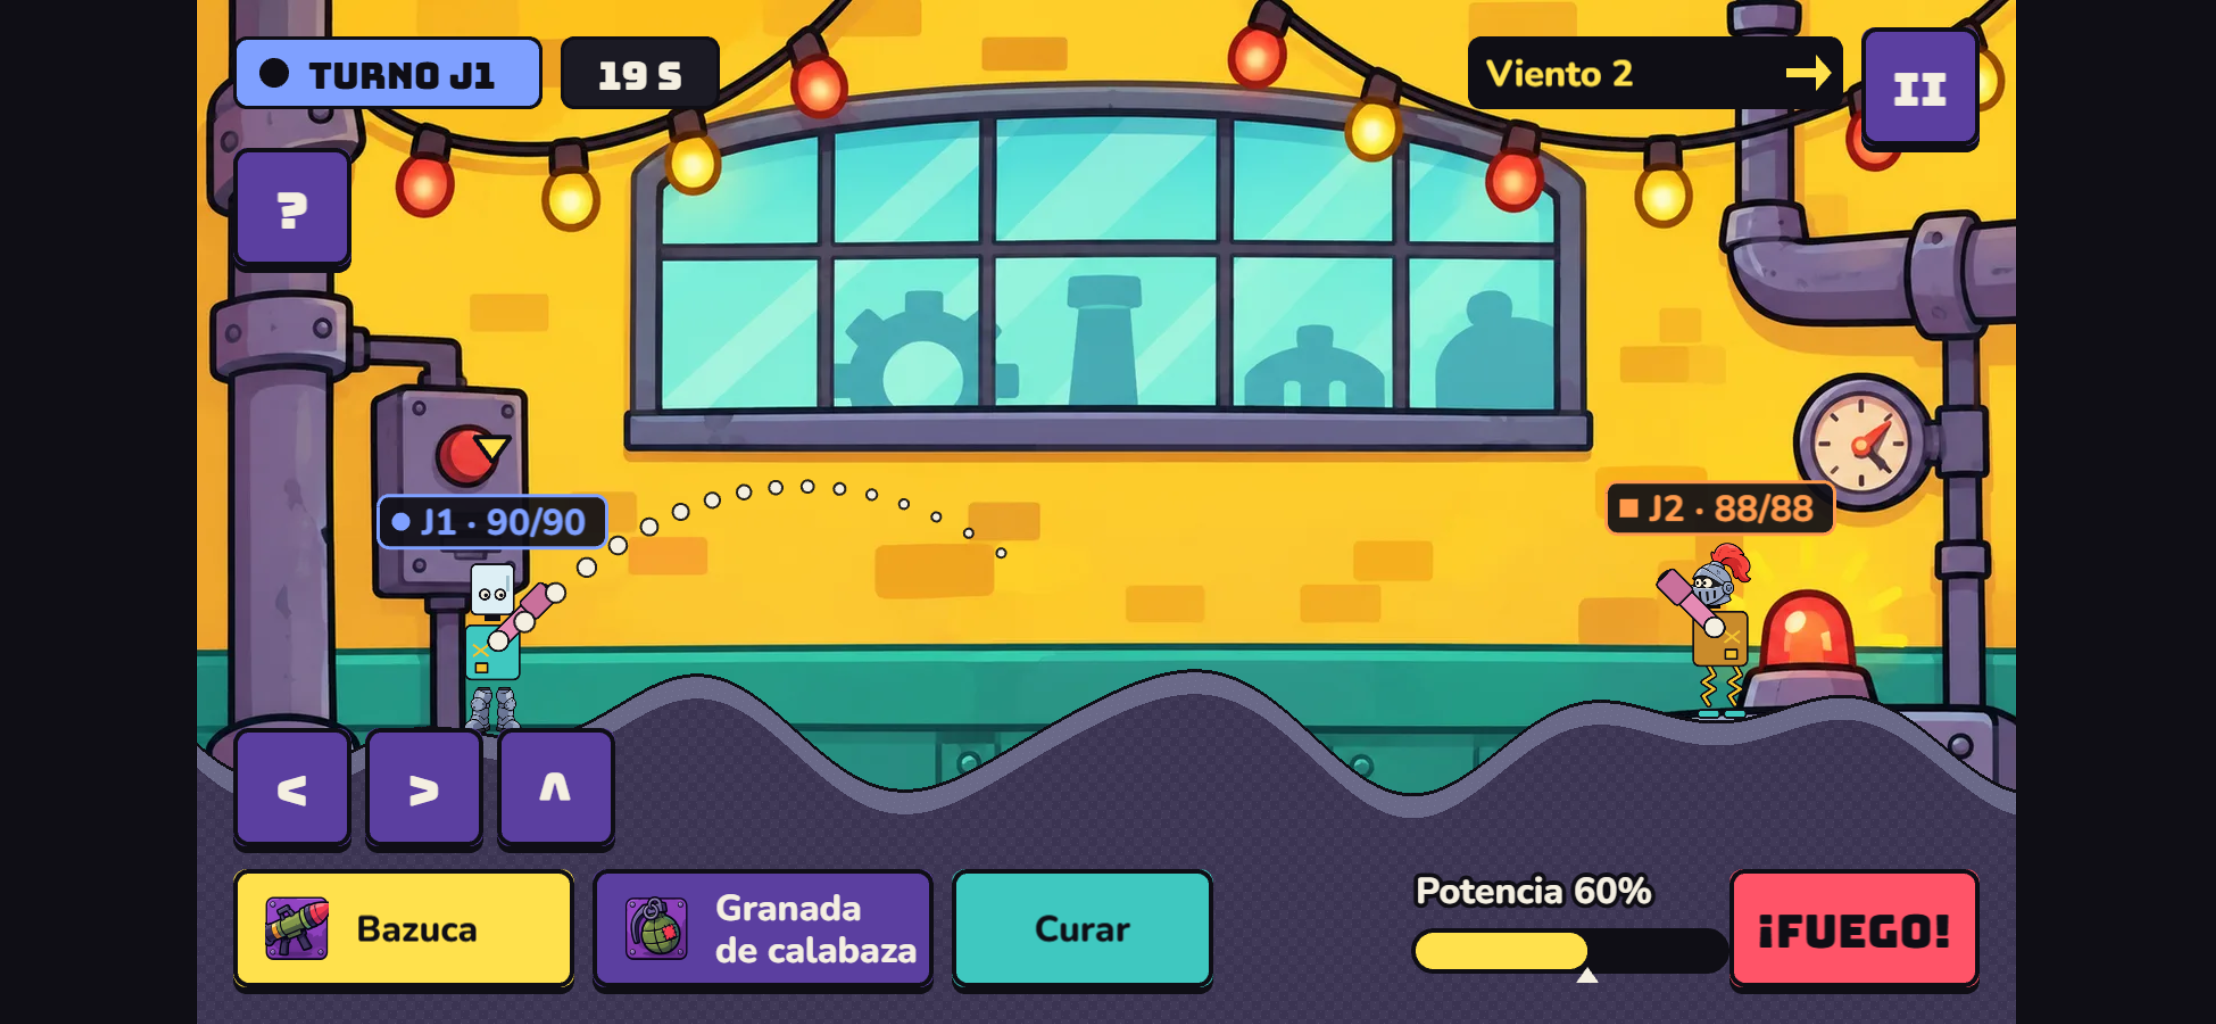 TURNO J1
19 S
Viento 2 →
II
?
J1 · 90/90
J2 · 88/88
< > ^
Bazuca
Granada
de calabaza
Curar
Potencia 60%
¡FUEGO!